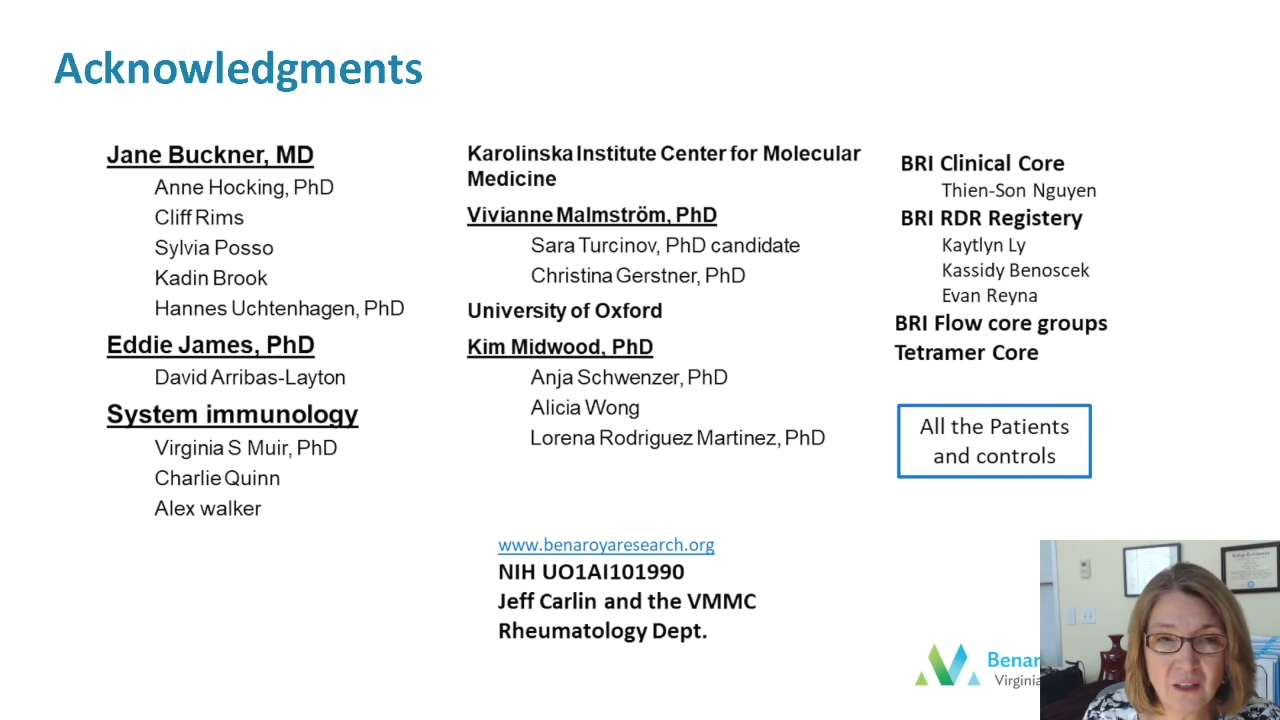 Acknowledgments
Jane Buckner, MD
Anne Hocking, PhD
Cliff Rims
Sylvia Posso
Kadin Brook
Hannes Uchtenhagen, PhD
Eddie James, PhD
David Arribas-Layton
System immunology
Virginia S Muir, PhD
Charlie Quinn
Alex walker
Karolinska Institute Center for Molecular
Medicine
Vivianne Malmström, PhD
Sara Turcinov, PhD candidate
Christina Gerstner, PhD
University of Oxford
Kim Midwood, PhD
Anja Schwenzer, PhD
Alicia Wong
Lorena Rodriguez Martinez, PhD
BRI Clinical Core
Thien-Son Nguyen
BRI RDR Registery
Kaytlyn Ly
Kassidy Benoscek
Evan Reyna
BRI Flow core groups
Tetramer Core
All the Patients
and controls
www.benaroyaresearch.org
NIH UO1AI101990
Jeff Carlin and the VMMC
Rheumatology Dept.
Benar
Virginia